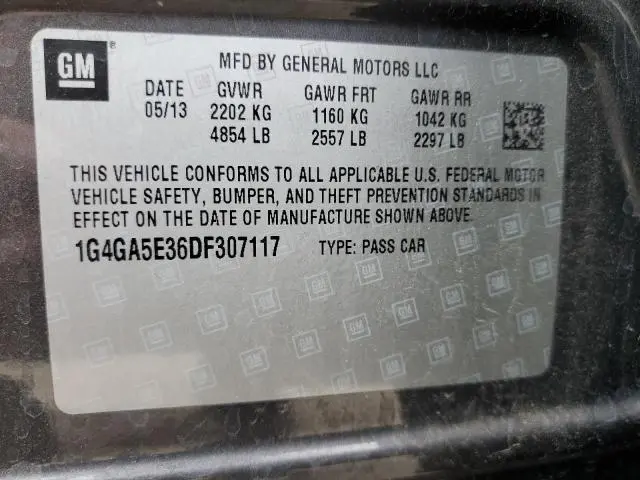 GM
MFD BY GENERAL MOTORS LLC
DATE GVWR GAWR FRT GAWR RR
05/13 2202 KG 1160 KG 1042 KG
4854 LB 2557 LB 2297 LB
THIS VEHICLE CONFORMS TO ALL APPLICABLE U.S. FEDERAL MOTOR
VEHICLE SAFETY, BUMPER, AND THEFT PREVENTION STANDARDS IN
EFFECT ON THE DATE OF MANUFACTURE SHOWN ABOVE.
1G4GA5E36DF307117 TYPE: PASS CAR